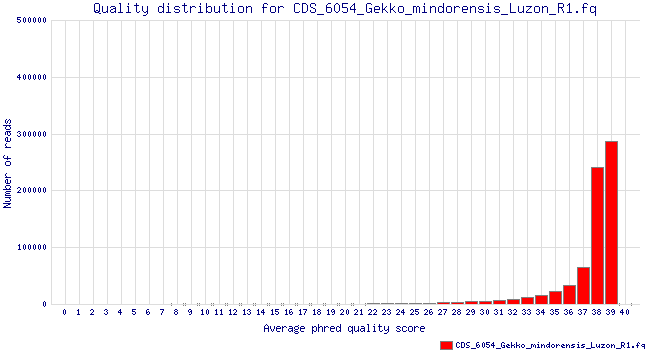 Quality distribution for CDS_6054_Gekko_mindorensis_Luzon_R1.fq
500000
400000
300000
200000
100000
0
Number of reads
0 1 2 3 4 5 6 7 8 9 10 11 12 13 14 15 16 17 18 19 20 21 22 23 24 25 26 27 28 29 30 31 32 33 34 35 36 37 38 39 40
Average phred quality score
CDS_6054_Gekko_mindorensis_Luzon_R1.fq